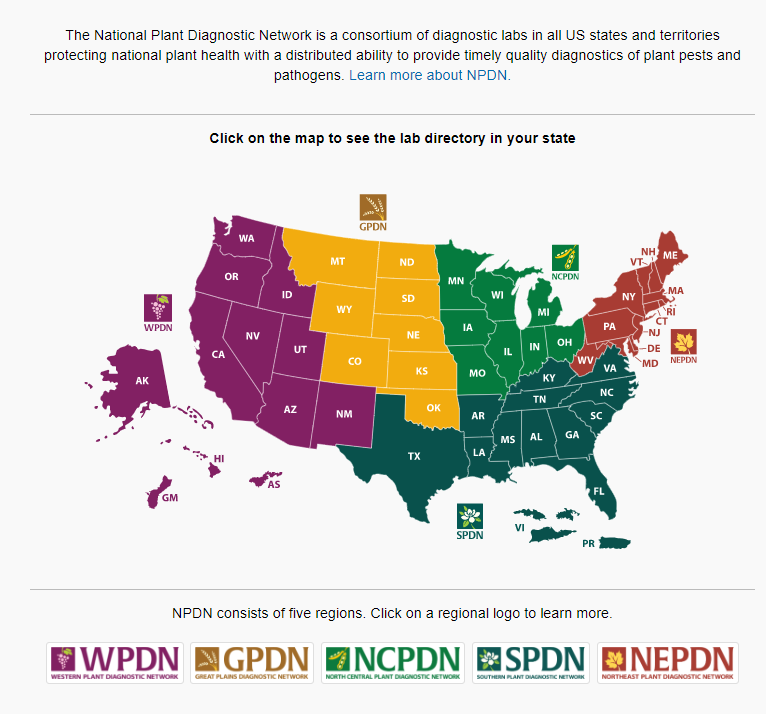 The National Plant Diagnostic Network is a consortium of diagnostic labs in all US states and territories
protecting national plant health with a distributed ability to provide timely quality diagnostics of plant pests and
pathogens. Learn more about NPDN.
Click on the map to see the lab directory in your state
GPDN
NCPDN
WPDN
NEPDN
SPDN
WA
OR
ID
MT
ND
MN
WI
MI
NH
VT
ME
NY
MA
RI
CT
NJ
DE
MD
PA
WV
VA
SD
WY
NE
IA
IL
IN
OH
NV
UT
CA
CO
KS
MO
KY
AK
AZ
NM
OK
AR
TN
NC
SC
TX
LA
MS
AL
GA
FL
HI
AS
GM
VI
PR
NPDN consists of five regions. Click on a regional logo to learn more.
WPDN
WESTERN PLANT DIAGNOSTIC NETWORK
GPDN
GREAT PLAINS DIAGNOSTIC NETWORK
NCPDN
NORTH CENTRAL PLANT DIAGNOSTIC NETWORK
SPDN
SOUTHERN PLANT DIAGNOSTIC NETWORK
NEPDN
NORTHEAST PLANT DIAGNOSTIC NETWORK